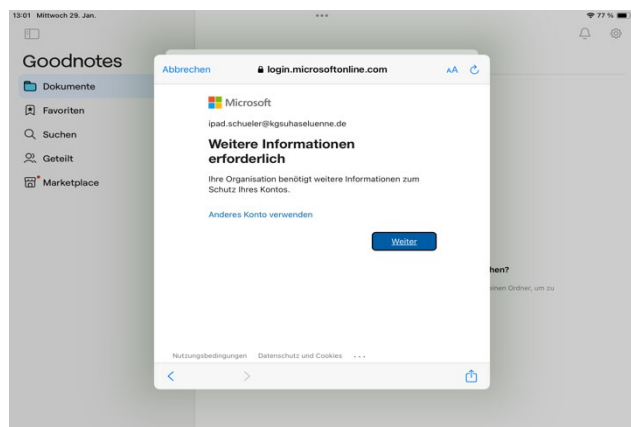 13:01 Mittwoch 29. Jan.
77 %
Goodnotes
Dokumente
Favoriten
Suchen
Geteilt
Marketplace
Abbrechen
login.microsoftonline.com
AA
Microsoft
ipad.schueler@kgsuhaseluenne.de
Weitere Informationen
erforderlich
Ihre Organisation benötigt weitere Informationen zum
Schutz Ihres Kontos.
Anderes Konto verwenden
Weiter
hen?
einen Ordner, um zu
Nutzungsbedingungen Datenschutz und Cookies ...